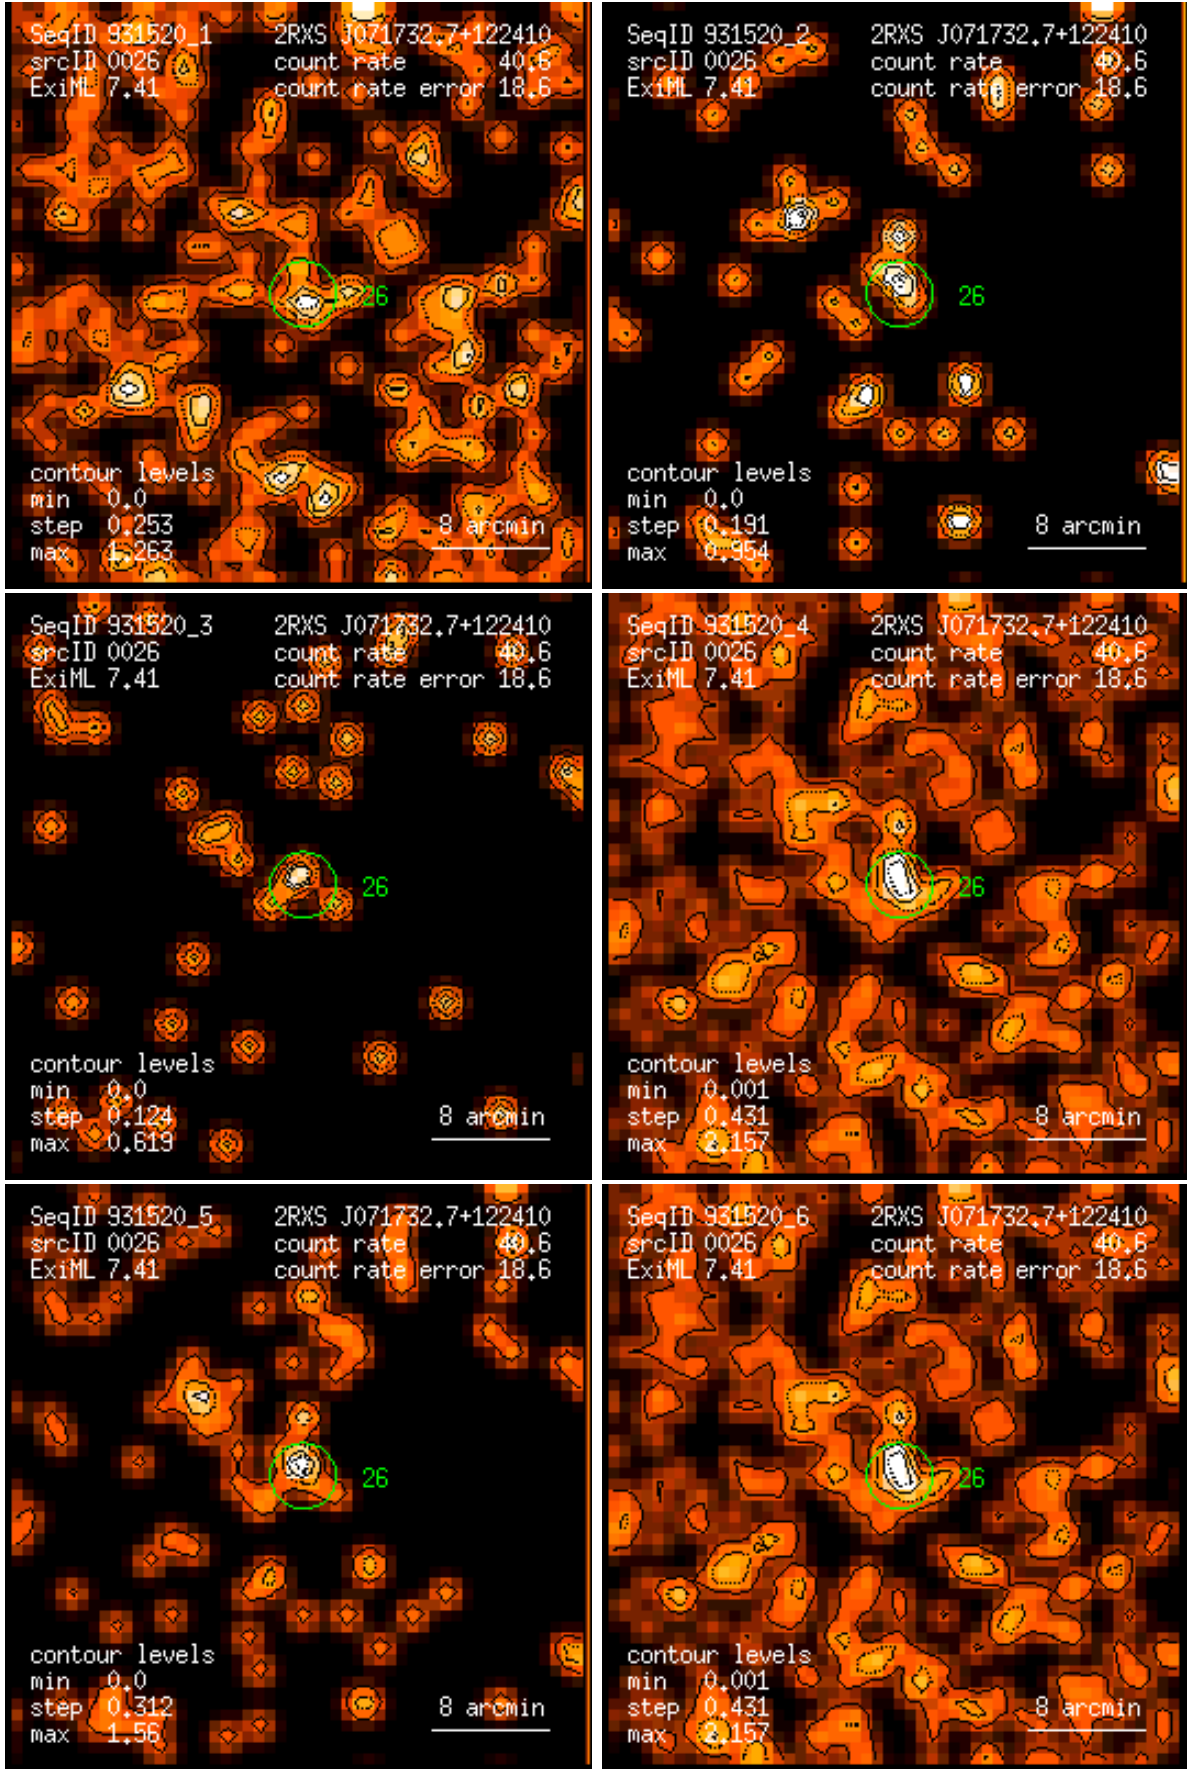 SeqID 931520_1 2RXS J071732.7+122410
srcID 0026 count rate 40.6
ExiML 7.41 count rate error 18.6
26
contour levels
min 0.0
step 0.253
max 1.263
8 arcmin
SeqID 931520_2 2RXS J071732.7+122410
srcID 0026 count rate 40.6
ExiML 7.41 count rate error 18.6
26
contour levels
min 0.0
step 0.191
max 0.954
8 arcmin
SeqID 931520_3 2RXS J071732.7+122410
srcID 0026 count rate 40.6
ExiML 7.41 count rate error 18.6
26
contour levels
min 0.0
step 0.124
max 0.619
8 arcmin
SeqID 931520_4 2RXS J071732.7+122410
srcID 0026 count rate 40.6
ExiML 7.41 count rate error 18.6
26
contour levels
min 0.001
step 0.431
max 2.157
8 arcmin
SeqID 931520_5 2RXS J071732.7+122410
srcID 0026 count rate 40.6
ExiML 7.41 count rate error 18.6
26
contour levels
min 0.0
step 0.312
max 1.56
8 arcmin
SeqID 931520_6 2RXS J071732.7+122410
srcID 0026 count rate 40.6
ExiML 7.41 count rate error 18.6
26
contour levels
min 0.001
step 0.431
max 2.157
8 arcmin